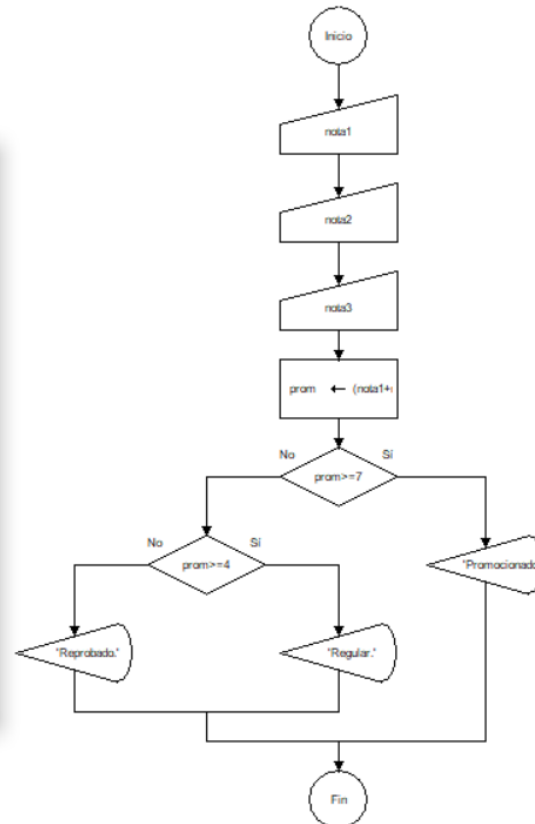 Inicio
nota1
nota2
nota3
prom ← (nota1+
No
Sí
prom>=7
No
Sí
prom>=4
"Promocionado
"Reprobado."
"Regular."
Fin